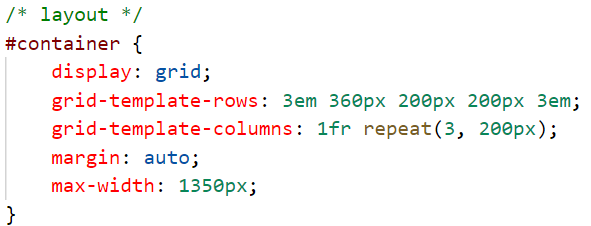 /* layout */
#container {
    display: grid;
    grid-template-rows: 3em 360px 200px 200px 3em;
    grid-template-columns: 1fr repeat(3, 200px);
    margin: auto;
    max-width: 1350px;
}